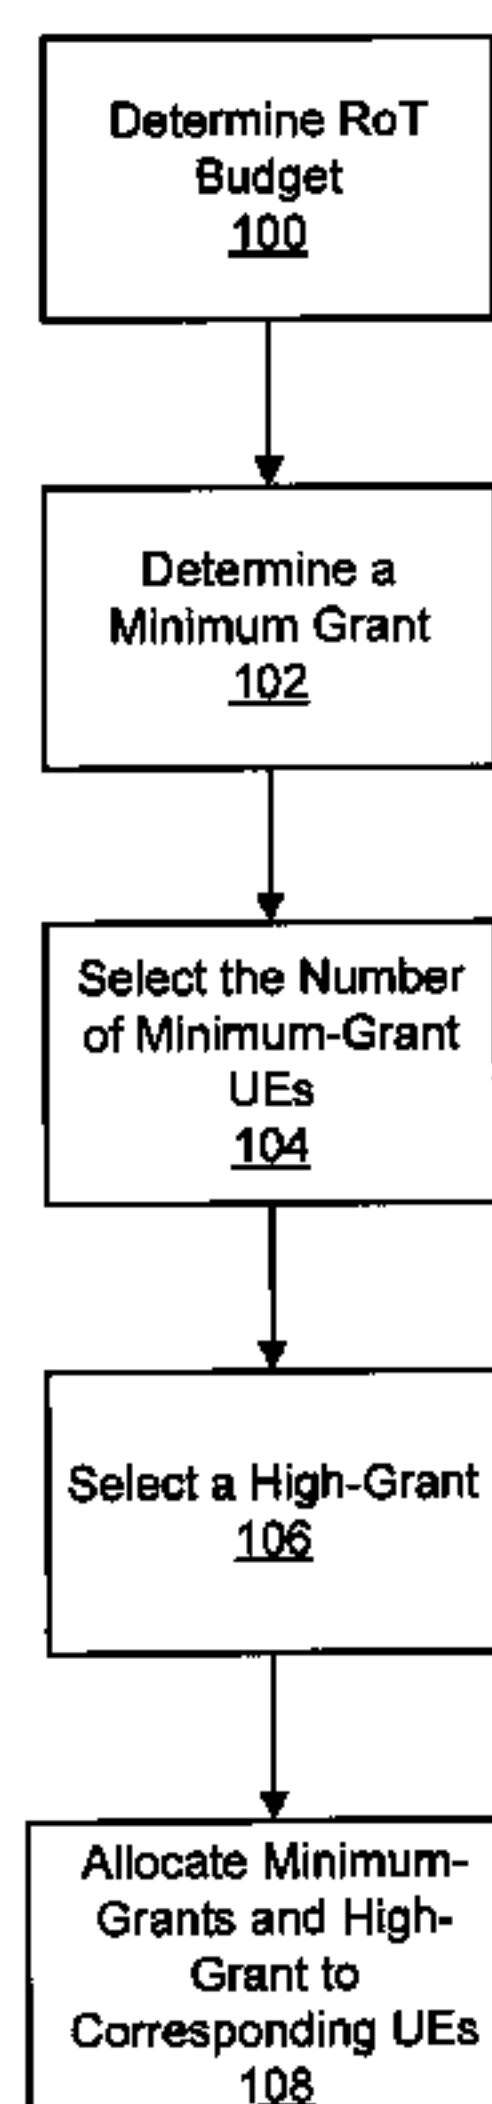 Determine RoT
Budget
100
Determine a
Minimum Grant
102
Select the Number
of Minimum-Grant
UEs
104
Select a High-Grant
106
Allocate Minimum-
Grants and High-
Grant to
Corresponding UEs
108